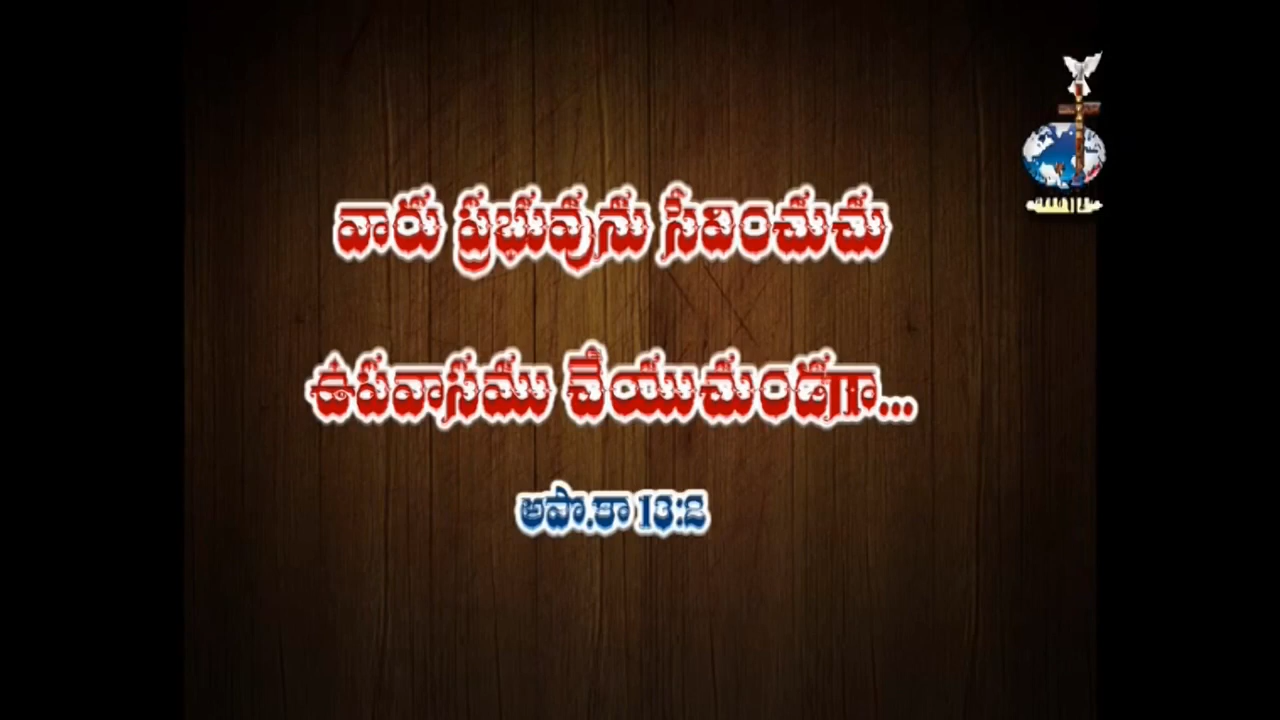 వారు ప్రభువును సేవించుచు
ఉపవాసము చేయుచుండగా...
అపొ.కా 13:2